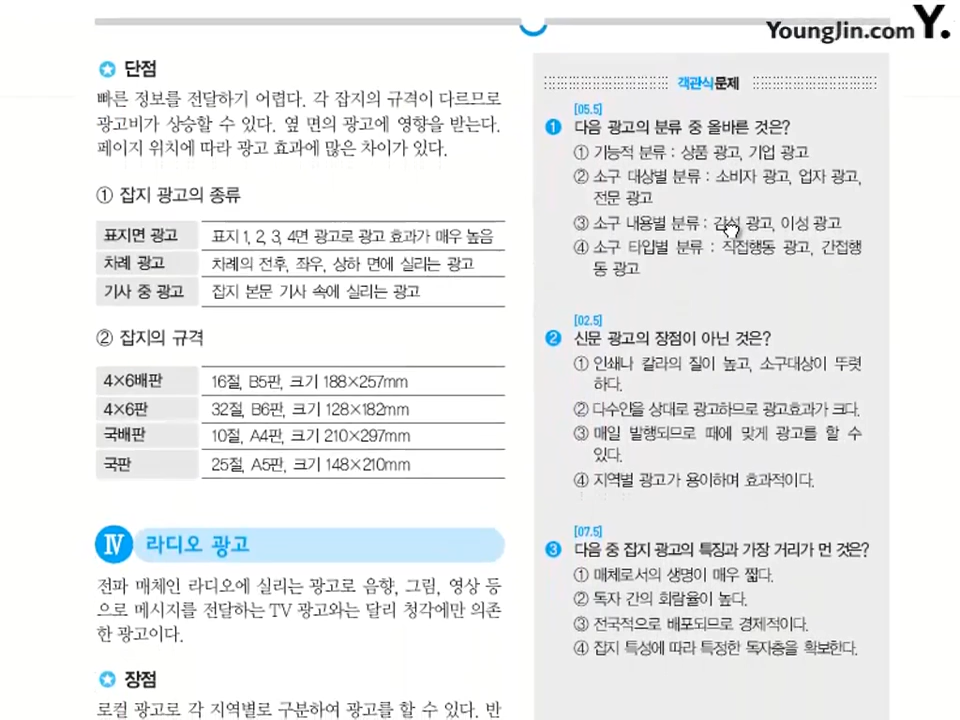 YoungJin.com Y.
단점
빠른 정보를 전달하기 어렵다. 각 잡지의 규격이 다르므로
광고비가 상승할 수 있다. 옆 면의 광고에 영향을 받는다.
페이지 위치에 따라 광고 효과에 많은 차이가 있다.
① 잡지 광고의 종류
표지면 광고 표지 1, 2, 3, 4면 광고로 광고 효과가 매우 높음
차례 광고 차례의 전후, 좌우, 상하 면에 실리는 광고
기사 중 광고 잡지 본문 기사 속에 실리는 광고
② 잡지의 규격
4×6배판 16절, B5판, 크기 188×257mm
4×6판 32절, B6판, 크기 128×182mm
국배판 10절, A4판, 크기 210×297mm
국판 25절, A5판, 크기 148×210mm
Ⅳ 라디오 광고
전파 매체인 라디오에 실리는 광고로 음향, 그림, 영상 등
으로 메시지를 전달하는 TV 광고와는 달리 청각에만 의존
한 광고이다.
장점
로컬 광고로 각 지역별로 구분하여 광고를 할 수 있다. 반
객관식문제
[05.5]
1 다음 광고의 분류 중 올바른 것은?
① 기능적 분류 : 상품 광고, 기업 광고
② 소구 대상별 분류 : 소비자 광고, 업자 광고,
전문 광고
③ 소구 내용별 분류 : 감성 광고, 이성 광고
④ 소구 타입별 분류 : 직접행동 광고, 간접행
동 광고
[02.5]
2 신문 광고의 장점이 아닌 것은?
① 인쇄나 칼라의 질이 높고, 소구대상이 뚜렷
하다.
② 다수인을 상대로 광고하므로 광고효과가 크다.
③ 매일 발행되므로 때에 맞게 광고를 할 수
있다.
④ 지역별 광고가 용이하며 효과적이다.
[07.5]
3 다음 중 잡지 광고의 특징과 가장 거리가 먼 것은?
① 매체로서의 생명이 매우 짧다.
② 독자 간의 회람율이 높다.
③ 전국적으로 배포되므로 경제적이다.
④ 잡지 특성에 따라 특정한 독자층을 확보한다.